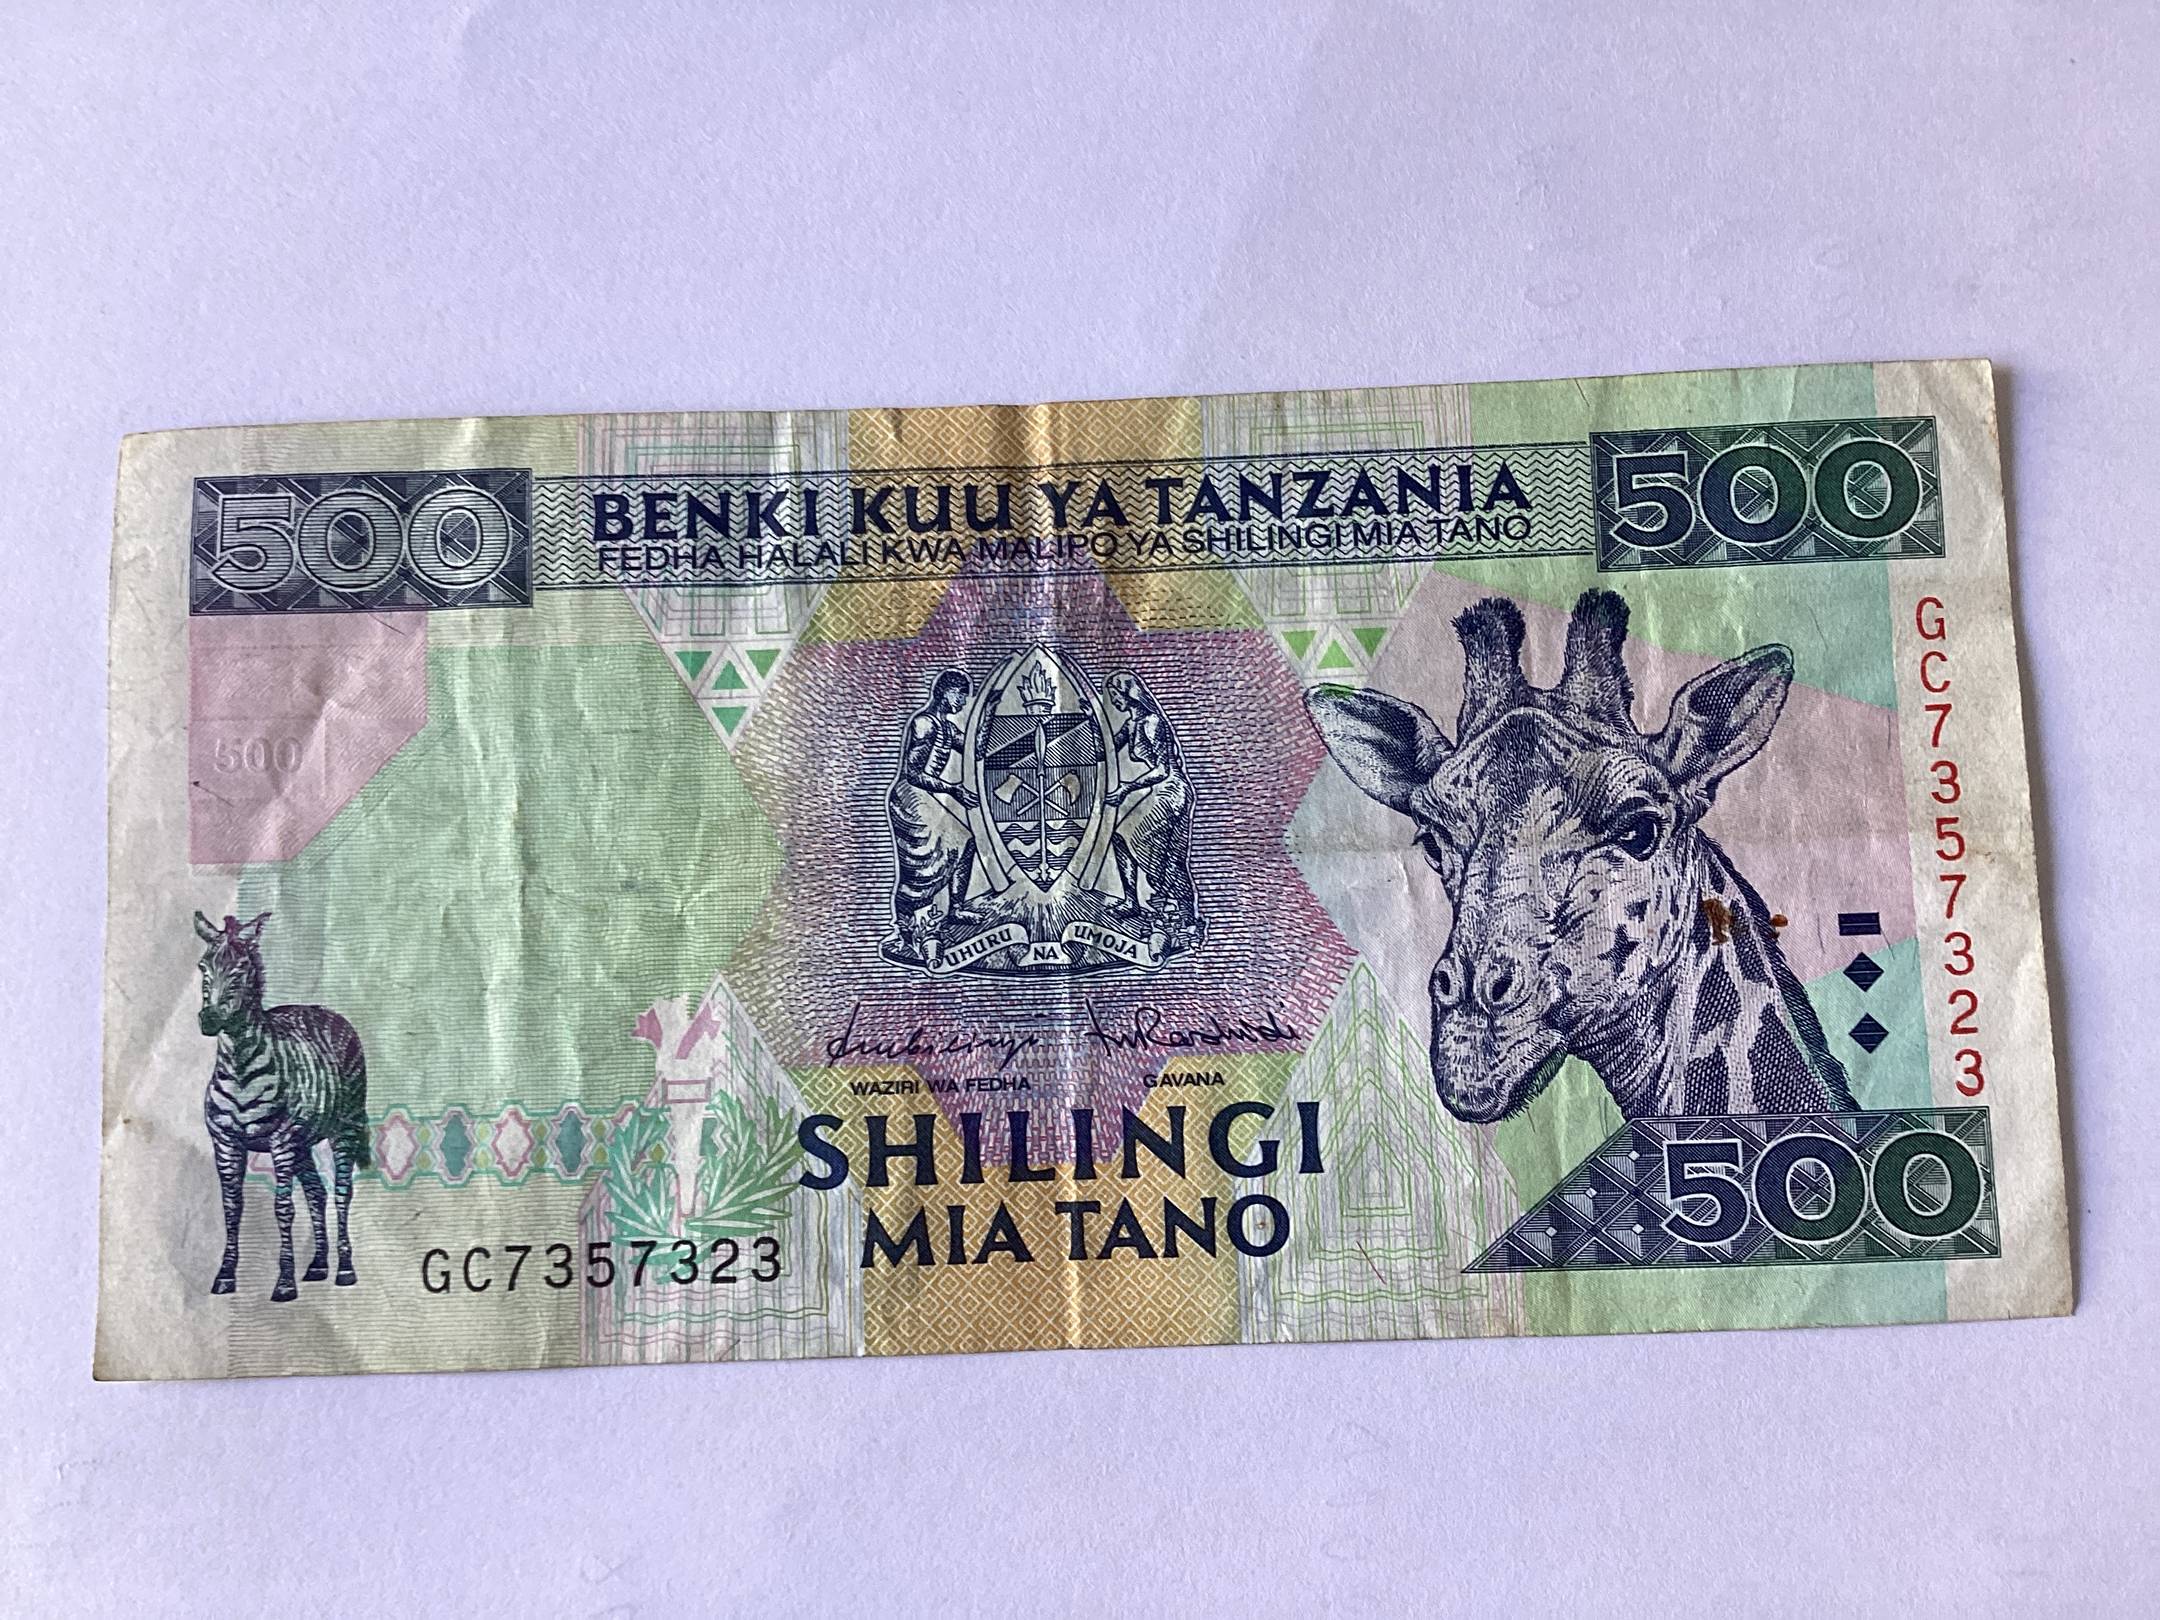 500
BENKI KUU YA TANZANIA
FEDHA HALALI KWA MALIPO YA SHILINGI MIA TANO
500
500
UHURU NA UMOJA
WAZIRI WA FEDHA
GAVANA
SHILINGI
MIA TANO
GC7357323
GC7357323
500